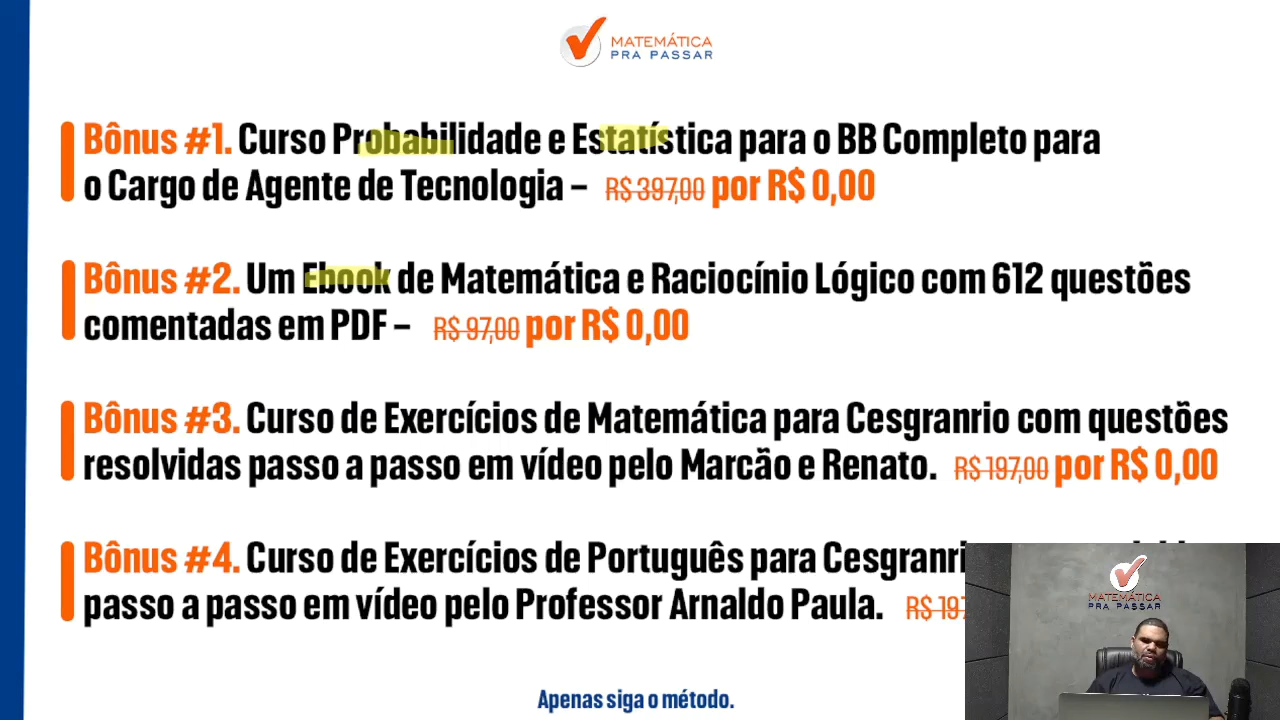 MATEMÁTICA
PRA PASSAR
Bônus #1. Curso Probabilidade e Estatística para o BB Completo para
o Cargo de Agente de Tecnologia – R$ 397,00 por R$ 0,00
Bônus #2. Um Ebook de Matemática e Raciocínio Lógico com 612 questões
comentadas em PDF – R$ 97,00 por R$ 0,00
Bônus #3. Curso de Exercícios de Matemática para Cesgranrio com questões
resolvidas passo a passo em vídeo pelo Marcão e Renato. R$ 197,00 por R$ 0,00
Bônus #4. Curso de Exercícios de Português para Cesgranri
passo a passo em vídeo pelo Professor Arnaldo Paula. R$ 197
MATEMÁTICA
PRA PASSAR
Apenas siga o método.